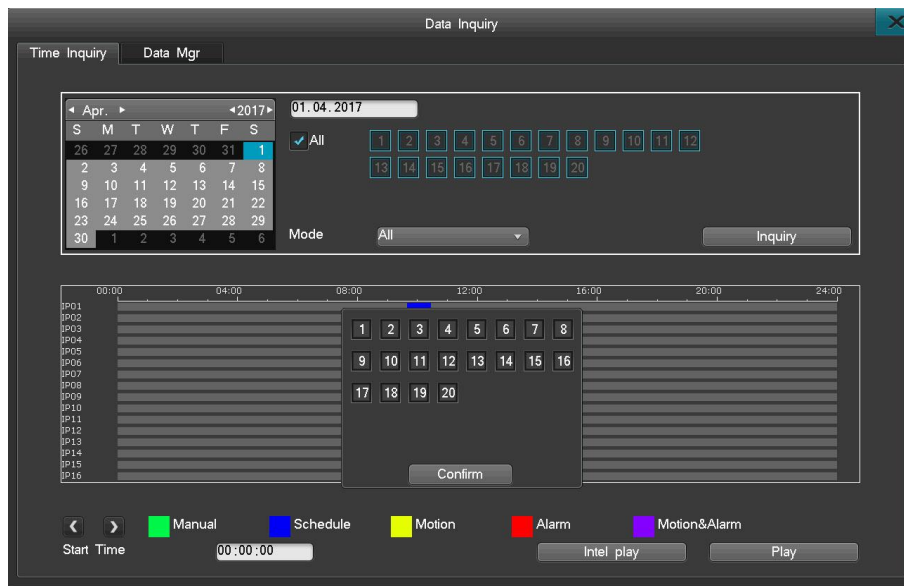 Data Inquiry
Time Inquiry Data Mgr
Apr. 2017 01.04.2017
S M T W T F S
All 1 2 3 4 5 6 7 8 9 10 11 12
26 27 28 29 30 31 1
2 3 4 5 6 7 8
13 14 15 16 17 18 19 20
9 10 11 12 13 14 15
16 17 18 19 20 21 22
23 24 25 26 27 28 29
30 1 2 3 4 5 6
Mode All Inquiry
00:00 04:00 08:00 12:00 16:00 20:00 24:00
IP01
IP02
IP03
IP04
IP05
IP06
IP07
IP08
IP09
IP10
IP11
IP12
IP13
IP14
IP15
IP16
1 2 3 4 5 6 7 8
9 10 11 12 13 14 15 16
17 18 19 20
Confirm
Manual Schedule Motion Alarm Motion&Alarm
Start Time 00:00:00 Intel play Play